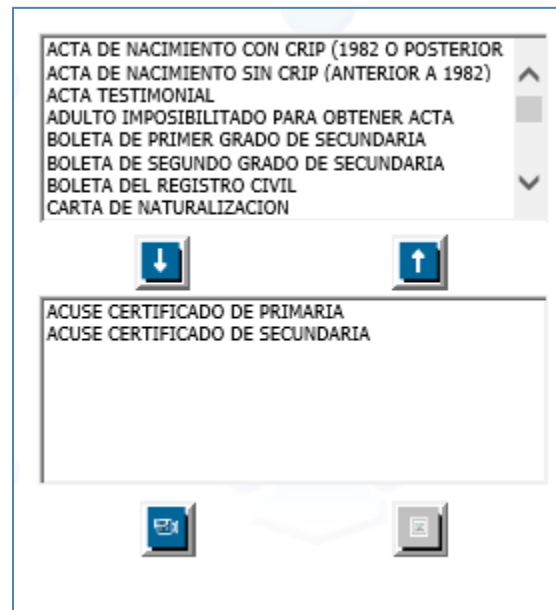 ACTA DE NACIMIENTO CON CRIP (1982 O POSTERIOR
ACTA DE NACIMIENTO SIN CRIP (ANTERIOR A 1982)
ACTA TESTIMONIAL
ADULTO IMPOSIBILITADO PARA OBTENER ACTA
BOLETA DE PRIMER GRADO DE SECUNDARIA
BOLETA DE SEGUNDO GRADO DE SECUNDARIA
BOLETA DEL REGISTRO CIVIL
CARTA DE NATURALIZACION
ACUSE CERTIFICADO DE PRIMARIA
ACUSE CERTIFICADO DE SECUNDARIA